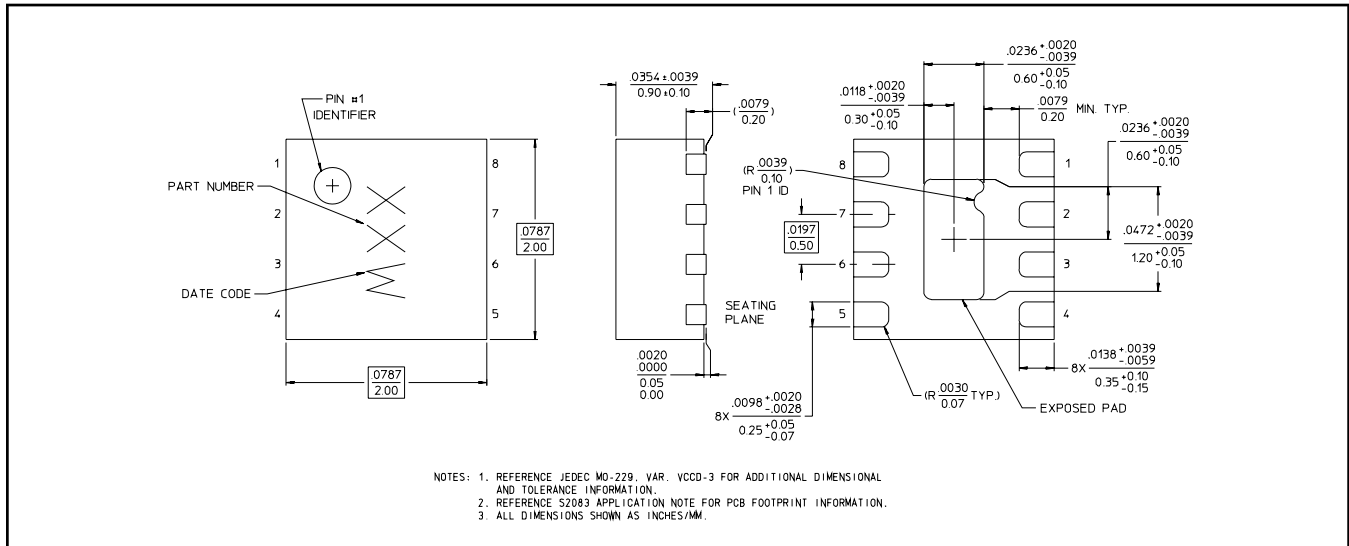 PIN #1
IDENTIFIER
PART NUMBER
DATE CODE
1
2
3
4
8
7
6
5
XX
W
.0787
2.00
.0787
2.00
.0354 ±.0039
0.90 ±0.10
(.0079
0.20)
SEATING
PLANE
.0020
.0000
0.05
0.00
.0236 +.0020
-.0039
0.60 +0.05
-0.10
.0118 +.0020
-.0039
0.30 +0.05
-0.10
.0079
0.20 MIN. TYP.
.0236 +.0020
-.0039
0.60 +0.05
-0.10
(R .0039
0.10)
PIN 1 ID
.0197
0.50
8
7
6
5
1
2
3
4
.0472 +.0020
-.0039
1.20 +0.05
-0.10
8X .0098 +.0020
-.0028
0.25 +0.05
-0.07
(R .0030
0.07 TYP.)
8X .0138 +.0039
-.0059
0.35 +0.10
-0.15
EXPOSED PAD
NOTES: 1. REFERENCE JEDEC MO-229, VAR. VCCD-3 FOR ADDITIONAL DIMENSIONAL
AND TOLERANCE INFORMATION.
2. REFERENCE S2083 APPLICATION NOTE FOR PCB FOOTPRINT INFORMATION.
3. ALL DIMENSIONS SHOWN AS INCHES/MM.